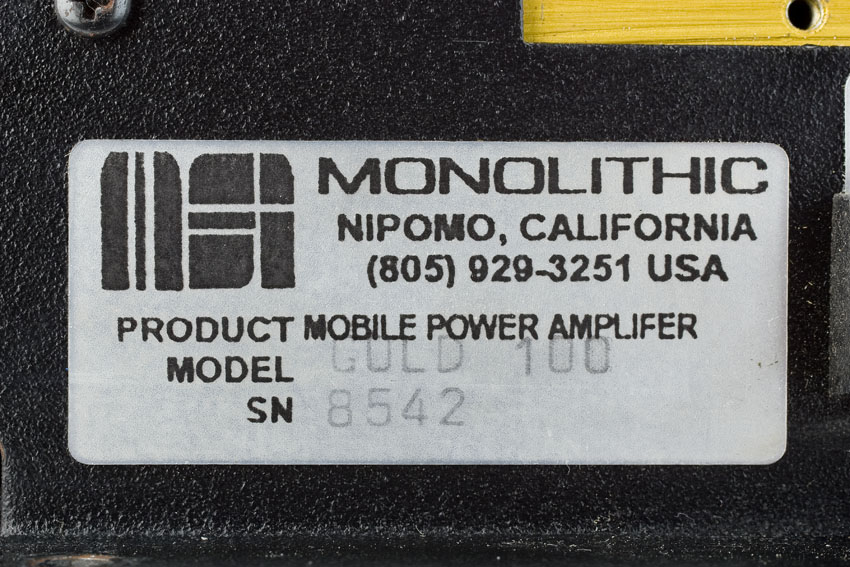 MONOLITHIC
NIPOMO, CALIFORNIA
(805) 929-3251 USA
PRODUCT MOBILE POWER AMPLIFER
MODEL GOLD 100
SN 8542